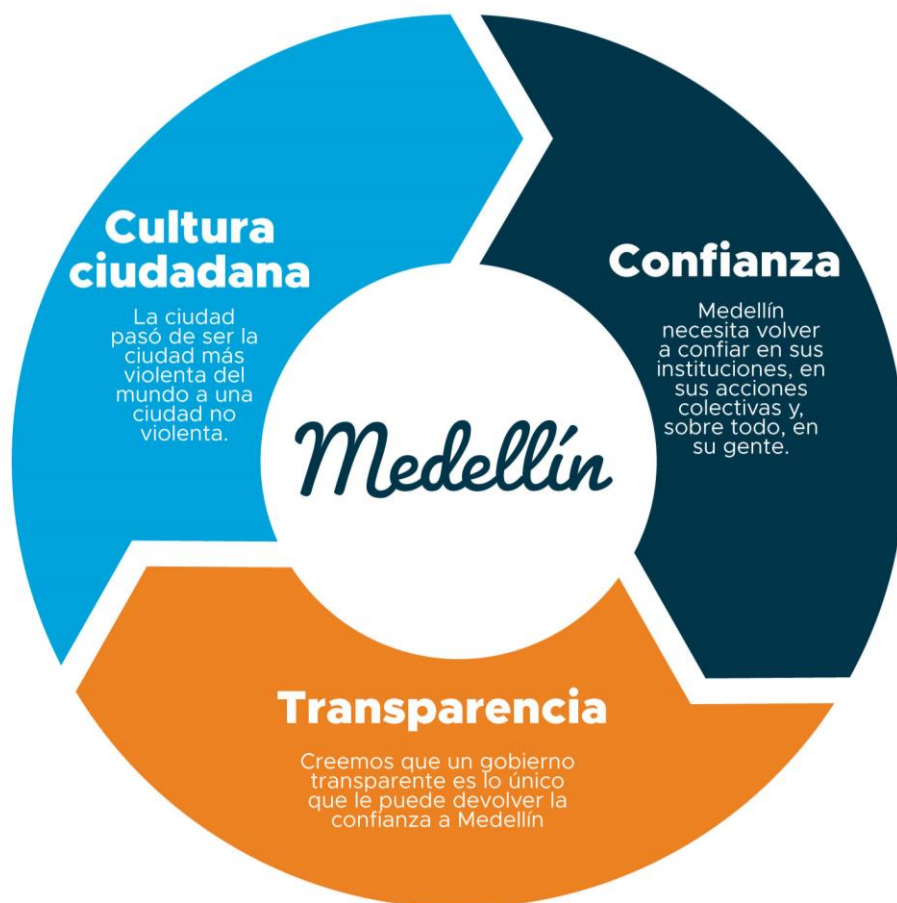 Cultura
ciudadana
La ciudad
pasó de ser la
ciudad más
violenta del
mundo a una
ciudad no
violenta.
Confianza
Medellín
necesita volver
a confiar en sus
instituciones, en
sus acciones
colectivas y,
sobre todo, en
su gente.
Medellín
Transparencia
Creemos que un gobierno
transparente es lo único
que le puede devolver la
confianza a Medellín